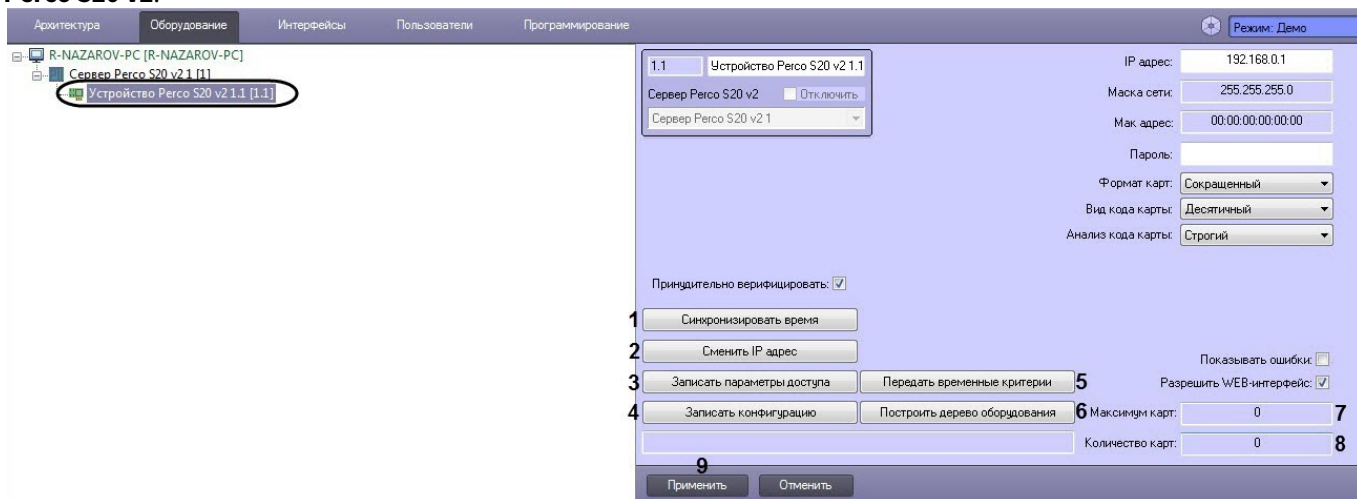 Perco S20 v2.
Архитектура Оборудование Интерфейсы Пользователи Программирование Режим: Демо
R-NAZAROV-PC [R-NAZAROV-PC]
Сервер Perco S20 v2 1 [1]
Устройство Perco S20 v2 1.1 [1.1]
1.1 Устройство Perco S20 v2 1.1
Сервер Perco S20 v2 Отключить
Сервер Perco S20 v2 1
IP адрес: 192.168.0.1
Маска сети: 255.255.255.0
Мак адрес: 00:00:00:00:00:00
Пароль:
Формат карт: Сокращенный
Вид кода карты: Десятичный
Анализ кода карты: Строгий
Принудительно верифицировать:
1 Синхронизировать время
2 Сменить IP адрес
Показывать ошибки:
3 Записать параметры доступа Передать временные критерии 5 Разрешить WEB-интерфейс:
4 Записать конфигурацию Построить дерево оборудования 6 Максимум карт: 0 7
Количество карт: 0 8
9
Применить Отменить